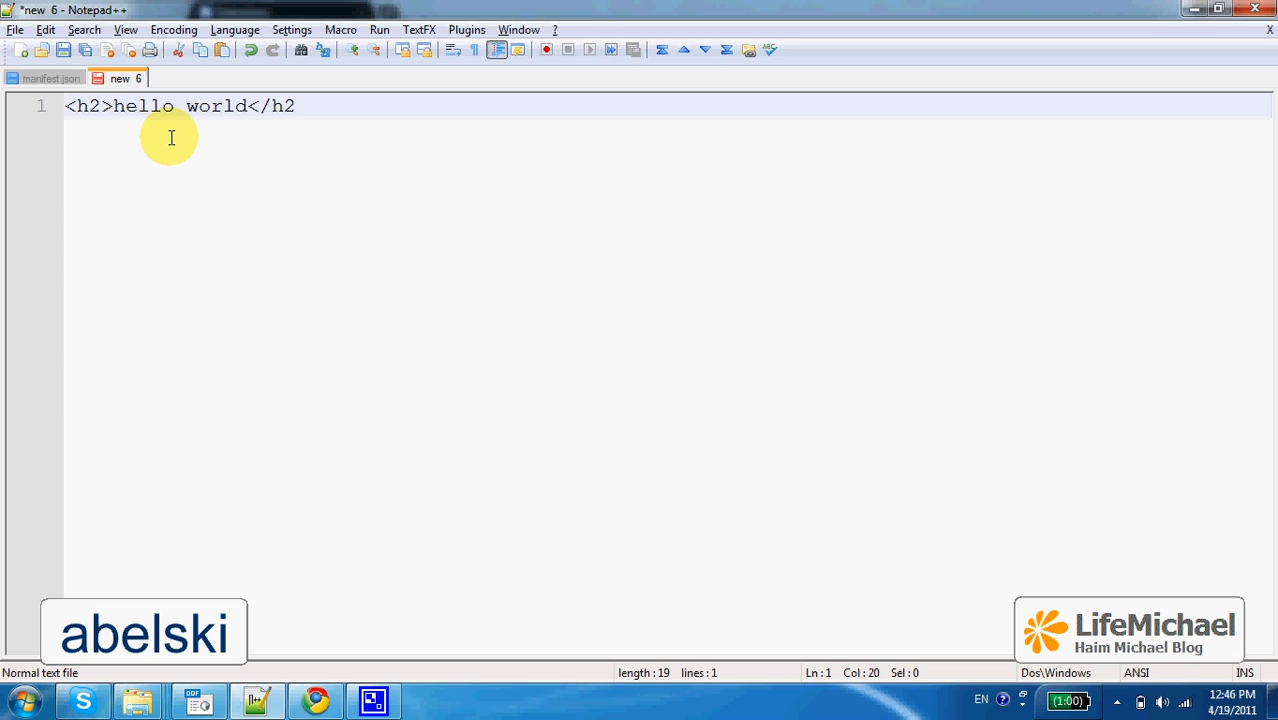 *new 6 - Notepad++
File Edit Search View Encoding Language Settings Macro Run TextFX Plugins Window ? X
manifest.json new 6
1 <h2>hello world</h2
abelski
LifeMichael
Haim Michael Blog
Normal text file length : 19 lines : 1 Ln : 1 Col : 20 Sel : 0 Dos\Windows ANSI INS
EN (1:00) 12:46 PM
4/19/2011